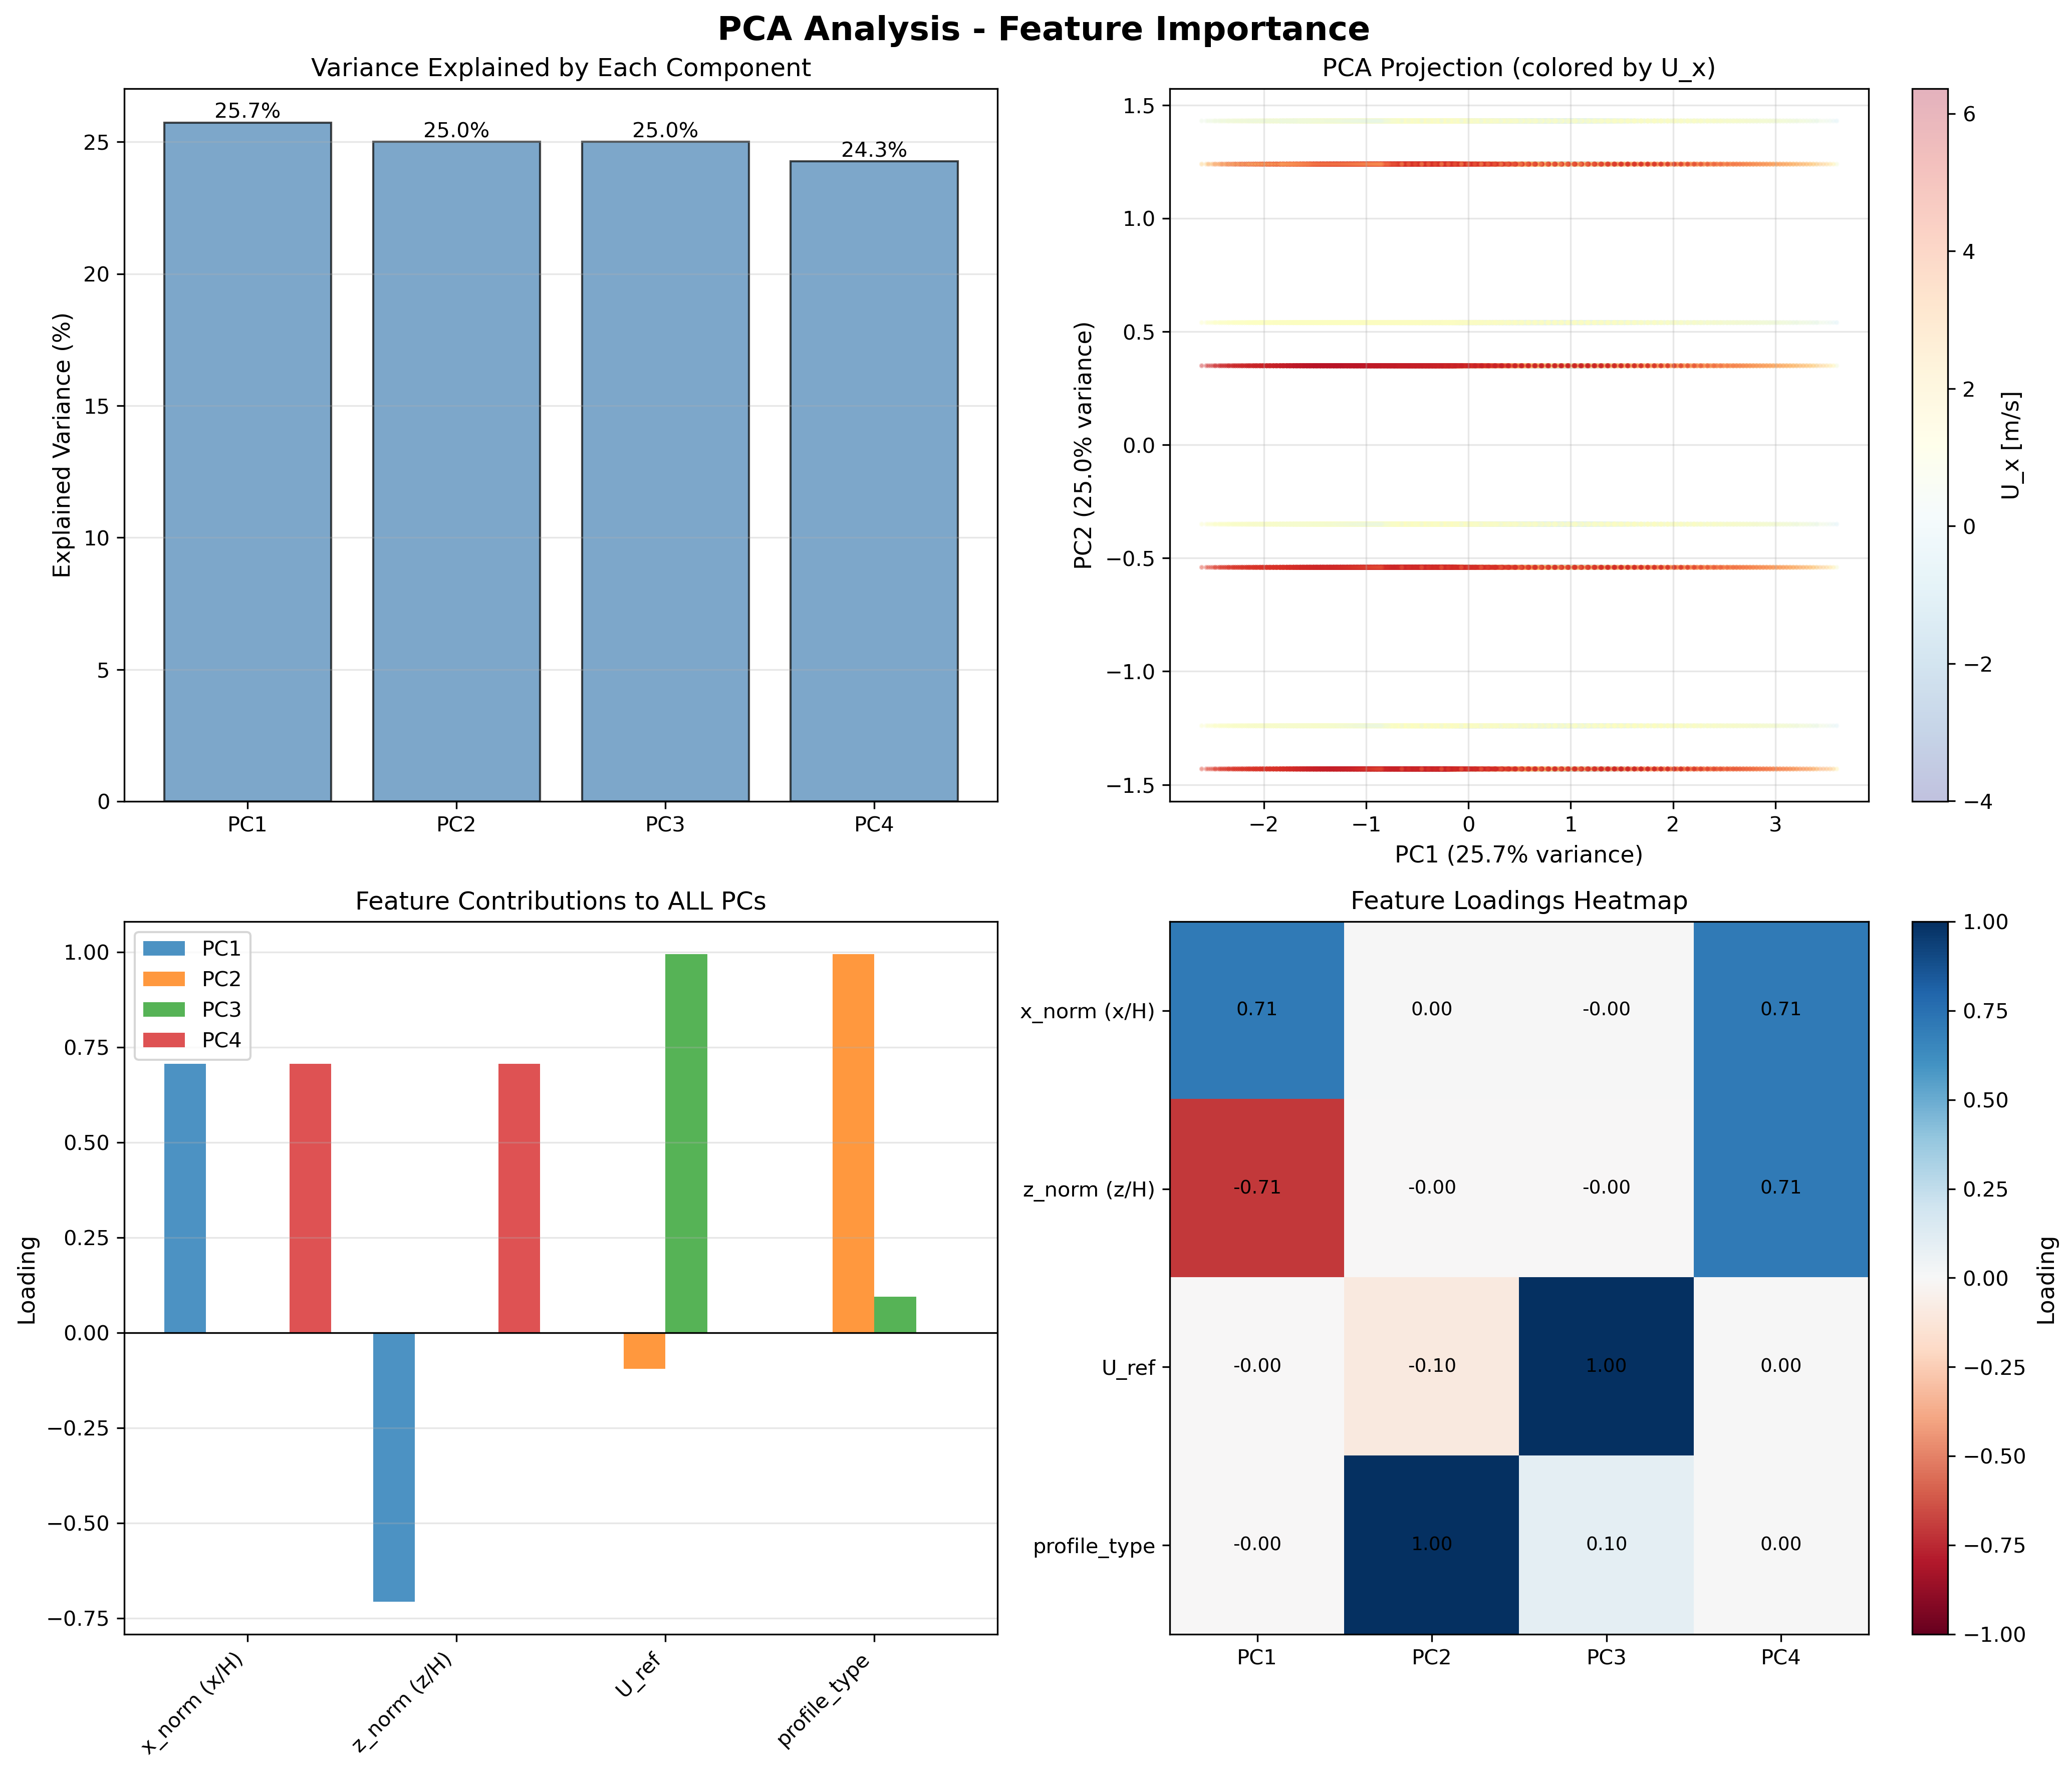 PCA Analysis - Feature Importance
Variance Explained by Each Component
Explained Variance (%)
25
20
15
10
5
0
25.7%
25.0%
25.0%
24.3%
PC1
PC2
PC3
PC4
PCA Projection (colored by U_x)
PC2 (25.0% variance)
1.5
1.0
0.5
0.0
−0.5
−1.0
−1.5
−2
−1
0
1
2
3
PC1 (25.7% variance)
6
4
2
0
−2
−4
U_x [m/s]
Feature Contributions to ALL PCs
Loading
1.00
0.75
0.50
0.25
0.00
−0.25
−0.50
−0.75
PC1
PC2
PC3
PC4
x_norm (x/H)
z_norm (z/H)
U_ref
profile_type
Feature Loadings Heatmap
x_norm (x/H)
0.71
0.00
-0.00
0.71
z_norm (z/H)
-0.71
-0.00
-0.00
0.71
U_ref
-0.00
-0.10
1.00
0.00
profile_type
-0.00
1.00
0.10
0.00
PC1
PC2
PC3
PC4
1.00
0.75
0.50
0.25
0.00
−0.25
−0.50
−0.75
−1.00
Loading